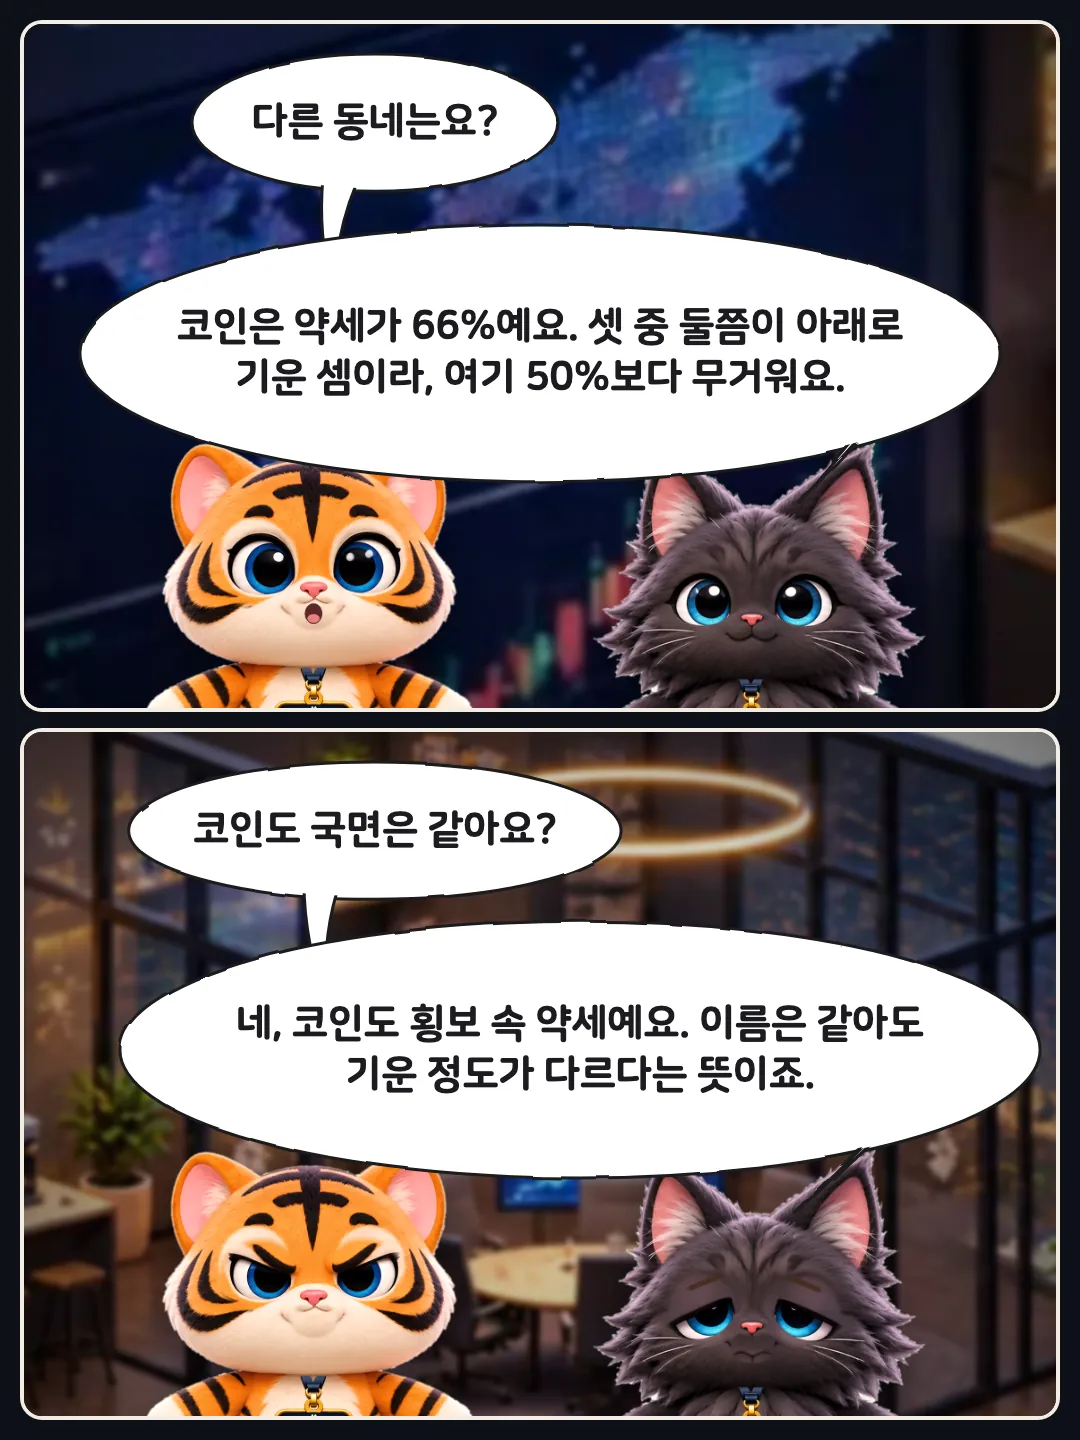 다른 동네는요?
코인은 약세가 66%예요. 셋 중 둘쯤이 아래로
기운 셈이라, 여기 50%보다 무거워요.
코인도 국면은 같아요?
네, 코인도 횡보 속 약세예요. 이름은 같아도
기운 정도가 다르다는 뜻이죠.